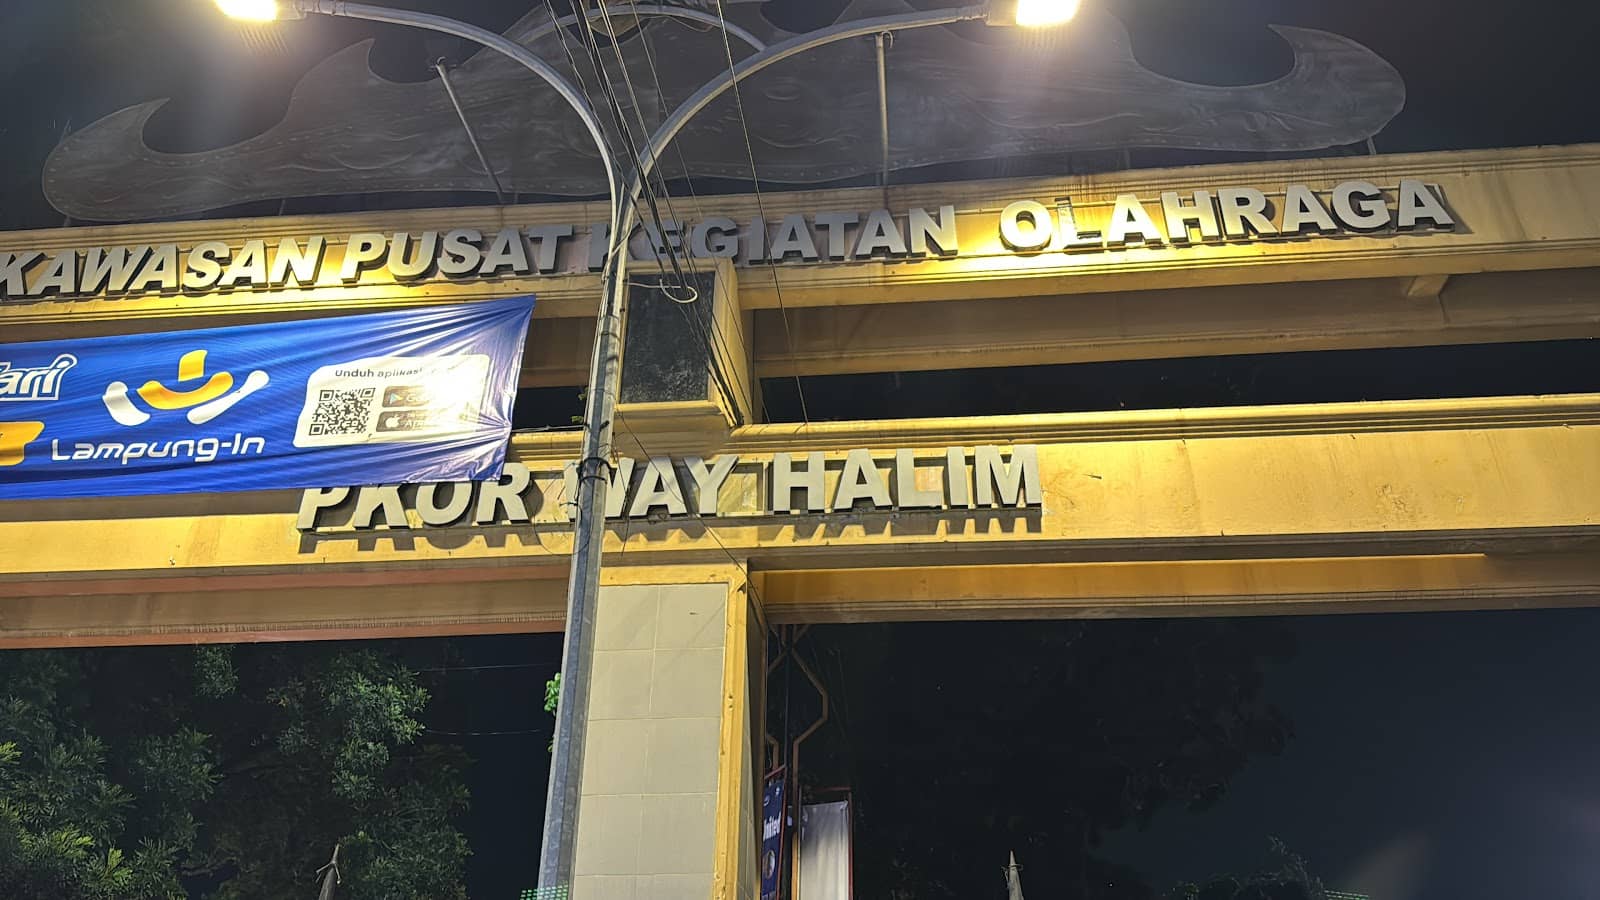 KAWASAN PUSAT KEGIATAN OLAHRAGA
Lampung-In
Unduh aplikasi
PKOR WAY HALIM